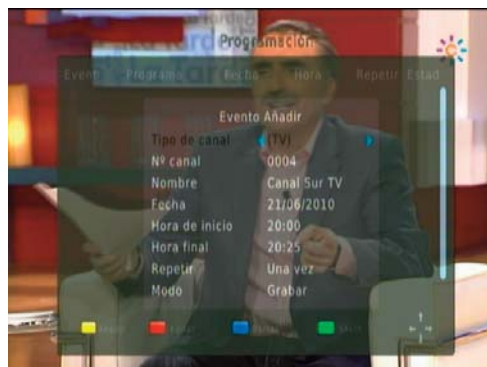 Programación
Evento Programa Fecha Hora Repetir Estad
Evento Añadir
Tipo de canal (TV)
Nº canal 0004
Nombre Canal Sur TV
Fecha 21/06/2010
Hora de inicio 20:00
Hora final 20:25
Repetir Una vez
Modo Grabar